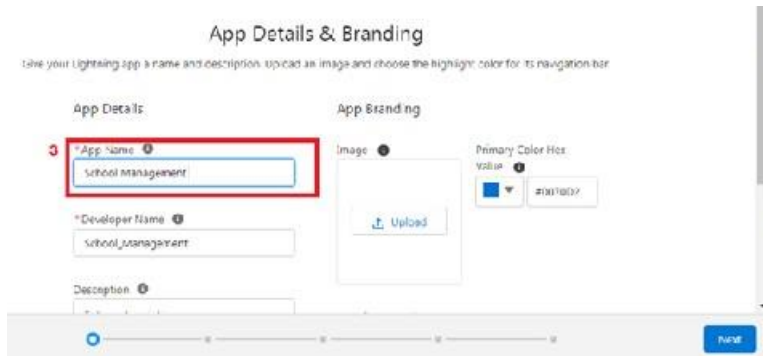 App Details & Branding
Give your Lightning app a name and description. Upload an image and choose the highlight color for its navigation bar.
App Details
App Branding
3
*App Name
Image
Primary Color Hex
Value
School Management
#0070D2
*Developer Name
Upload
School_Management
Description
Next